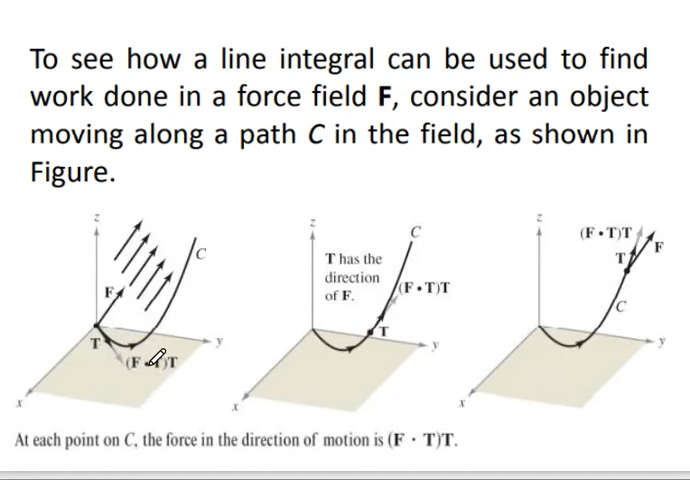 To see how a line integral can be used to find
work done in a force field F, consider an object
moving along a path C in the field, as shown in
Figure.
z
C
F
T
y
(F T)T
x
z
C
T has the
direction
of F.
(F • T)T
T
y
x
z
(F • T)T
F
T
C
y
x
At each point on C, the force in the direction of motion is (F · T)T.